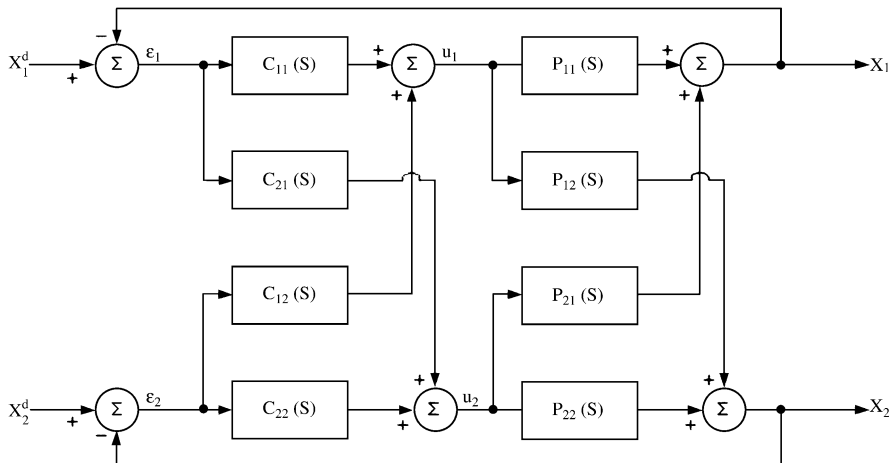 − + +
X₁ᵈ + Σ ε₁ C₁₁ (S) Σ u₁ P₁₁ (S) Σ X₁
+ +
C₂₁ (S) P₁₂ (S)
C₁₂ (S) P₂₁ (S)
+ +
X₂ᵈ + Σ ε₂ C₂₂ (S) + Σ u₂ P₂₂ (S) + Σ X₂
−